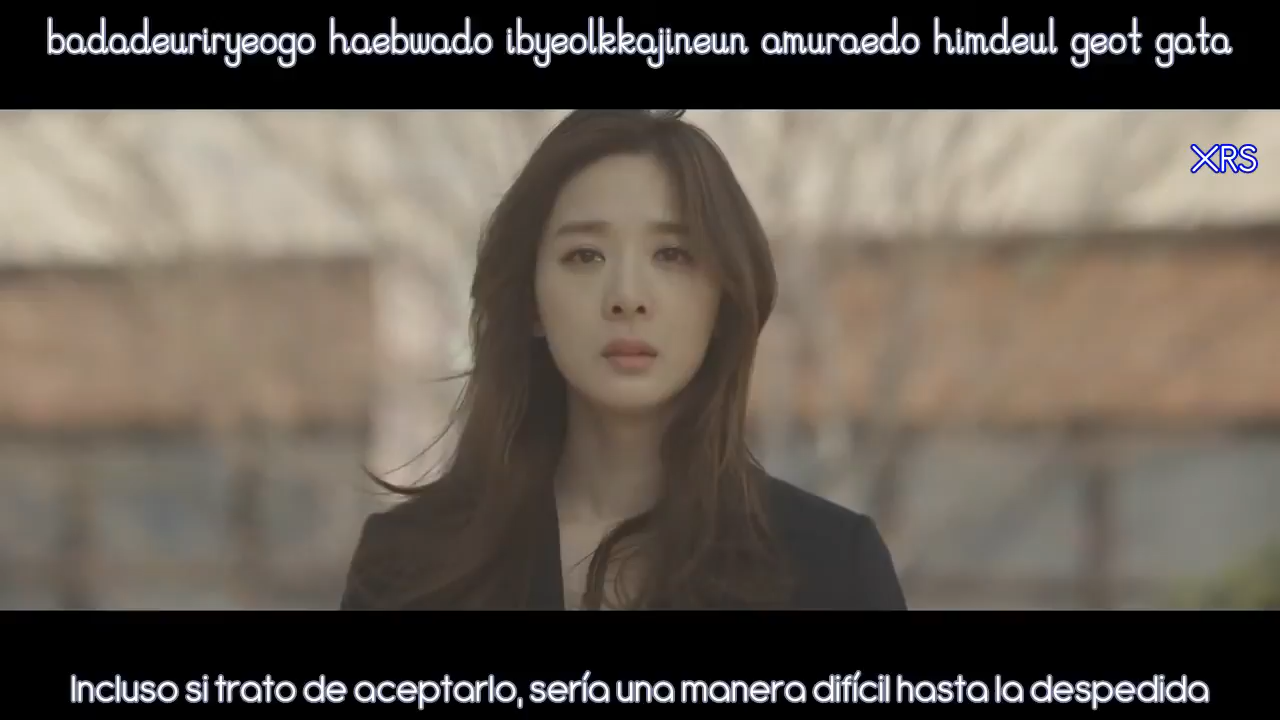 badadeuriryeogo haebwado ibyeolkkajineun amuraedo himdeul geot gata
XRS
Incluso si trato de aceptarlo, sería una manera difícil hasta la despedida